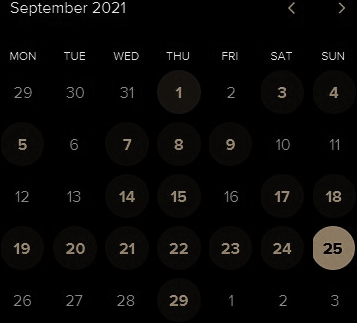 September 2021
MON TUE WED THU FRI SAT SUN
29 30 31 1 2 3 4
5 6 7 8 9 10 11
12 13 14 15 16 17 18
19 20 21 22 23 24 25
26 27 28 29 1 2 3